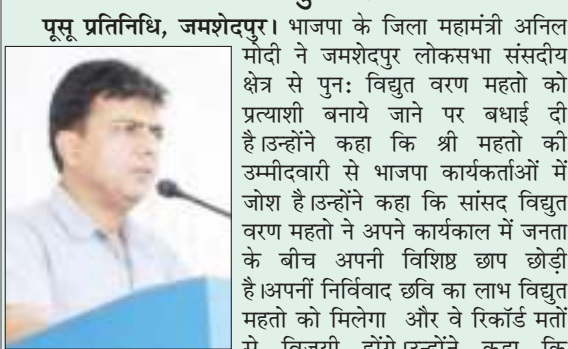 पूसू प्रतिनिधि, जमशेदपुर। भाजपा के जिला महामंत्री अनिल
मोदी ने जमशेदपुर लोकसभा संसदीय
क्षेत्र से पुन: विद्युत वरण महतो को
प्रत्याशी बनाये जाने पर बधाई दी
है।उन्होंने कहा कि श्री महतो की
उम्मीदवारी से भाजपा कार्यकर्ताओं में
जोश है।उन्होंने कहा कि सांसद विद्युत
वरण महतो ने अपने कार्यकाल में जनता
के बीच अपनी विशिष्ठ छाप छोड़ी
है।अपनीं निर्विवाद छवि का लाभ विद्युत
महतो को मिलेगा और वे रिकॉर्ड मतों
से विजयी होंगे।उन्होंने कहा कि